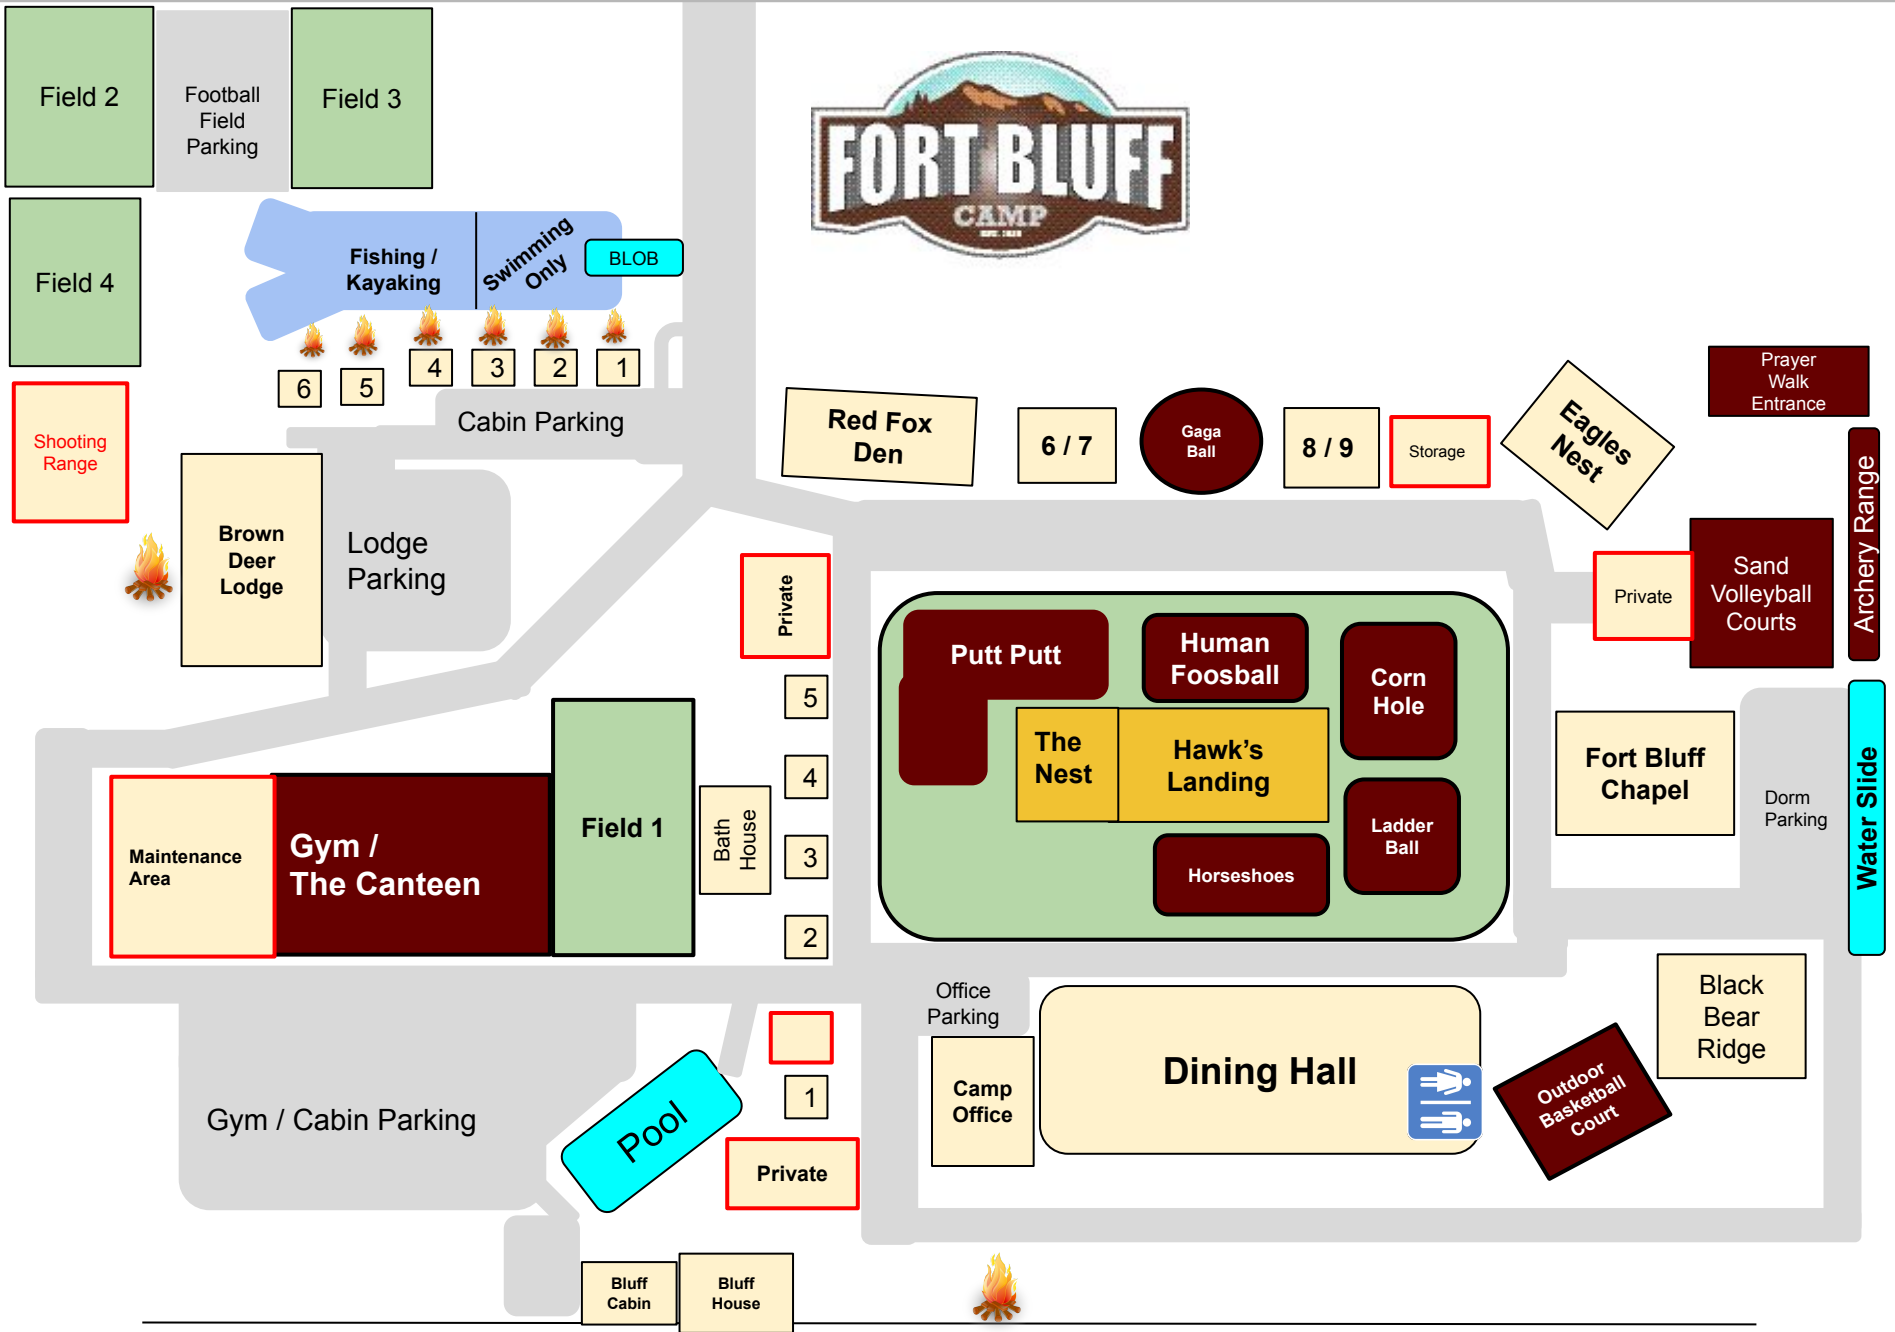 Field 2
Football
Field
Parking
Field 3
FORT BLUFF
CAMP
Field 4
Fishing /
Kayaking
Swimming
Only
BLOB
6
5
4
3
2
1
Cabin Parking
Shooting
Range
Brown
Deer
Lodge
Lodge
Parking
Red Fox
Den
6 / 7
Gaga
Ball
8 / 9
Storage
Eagles
Nest
Prayer
Walk
Entrance
Archery Range
Private
Sand
Volleyball
Courts
Private
5
4
3
2
Putt Putt
Human
Foosball
Corn
Hole
The
Nest
Hawk's
Landing
Ladder
Ball
Horseshoes
Fort Bluff
Chapel
Dorm
Parking
Water Slide
Maintenance
Area
Gym /
The Canteen
Field 1
Bath
House
Office
Parking
Camp
Office
Dining Hall
Outdoor
Basketball
Court
Black
Bear
Ridge
Gym / Cabin Parking
Pool
1
Private
Bluff
Cabin
Bluff
House